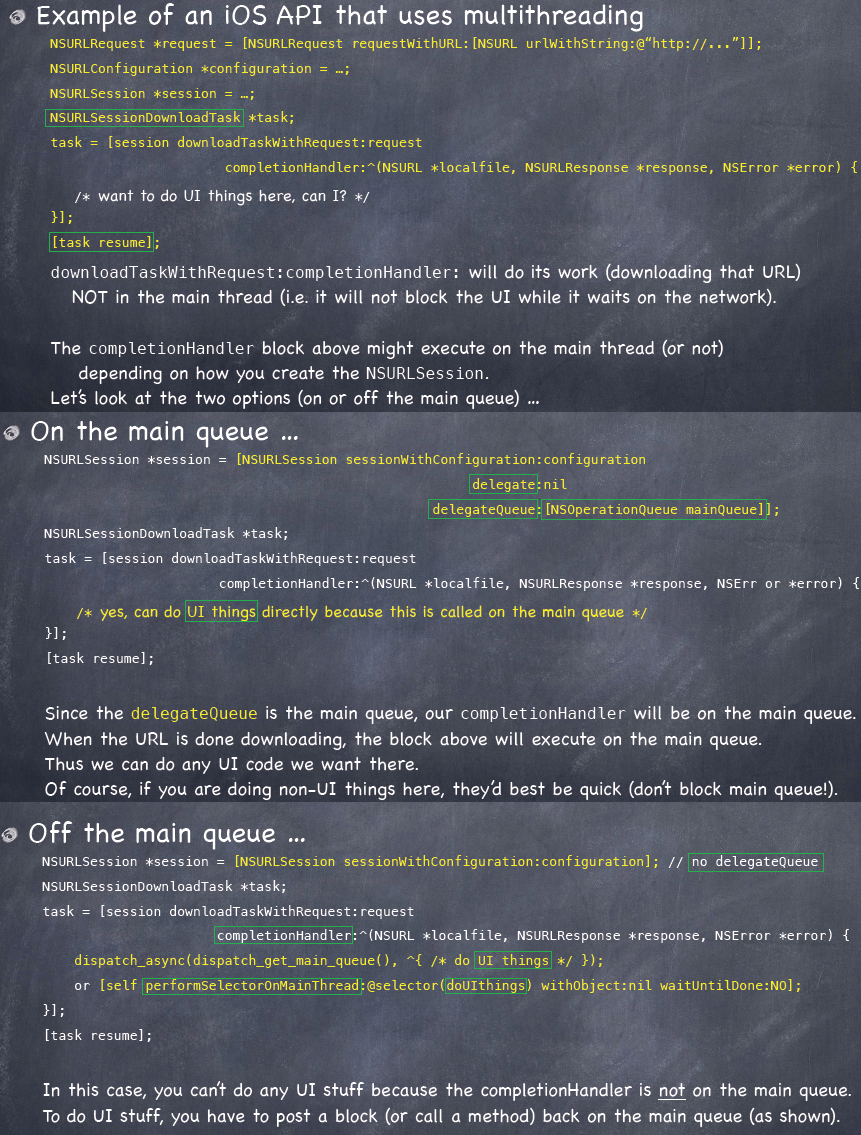 Example of an iOS API that uses multithreading
NSURLRequest *request = [NSURLRequest requestWithURL:[NSURL urlWithString:@“http://...”]];
NSURLConfiguration *configuration = …;
NSURLSession *session = …;
NSURLSessionDownloadTask *task;
task = [session downloadTaskWithRequest:request
completionHandler:^(NSURL *localfile, NSURLResponse *response, NSError *error) {
/* want to do UI things here, can I? */
}];
[task resume];
downloadTaskWithRequest:completionHandler: will do its work (downloading that URL)
NOT in the main thread (i.e. it will not block the UI while it waits on the network).
The completionHandler block above might execute on the main thread (or not)
depending on how you create the NSURLSession.
Let’s look at the two options (on or off the main queue) …
On the main queue …
NSURLSession *session = [NSURLSession sessionWithConfiguration:configuration
delegate:nil
delegateQueue:[NSOperationQueue mainQueue]];
NSURLSessionDownloadTask *task;
task = [session downloadTaskWithRequest:request
completionHandler:^(NSURL *localfile, NSURLResponse *response, NSErr or *error) {
/* yes, can do UI things directly because this is called on the main queue */
}];
[task resume];
Since the delegateQueue is the main queue, our completionHandler will be on the main queue.
When the URL is done downloading, the block above will execute on the main queue.
Thus we can do any UI code we want there.
Of course, if you are doing non-UI things here, they’d best be quick (don’t block main queue!).
Off the main queue …
NSURLSession *session = [NSURLSession sessionWithConfiguration:configuration]; // no delegateQueue
NSURLSessionDownloadTask *task;
task = [session downloadTaskWithRequest:request
completionHandler:^(NSURL *localfile, NSURLResponse *response, NSError *error) {
dispatch_async(dispatch_get_main_queue(), ^{ /* do UI things */ });
or [self performSelectorOnMainThread:@selector(doUIthings) withObject:nil waitUntilDone:NO];
}];
[task resume];
In this case, you can’t do any UI stuff because the completionHandler is not on the main queue.
To do UI stuff, you have to post a block (or call a method) back on the main queue (as shown).